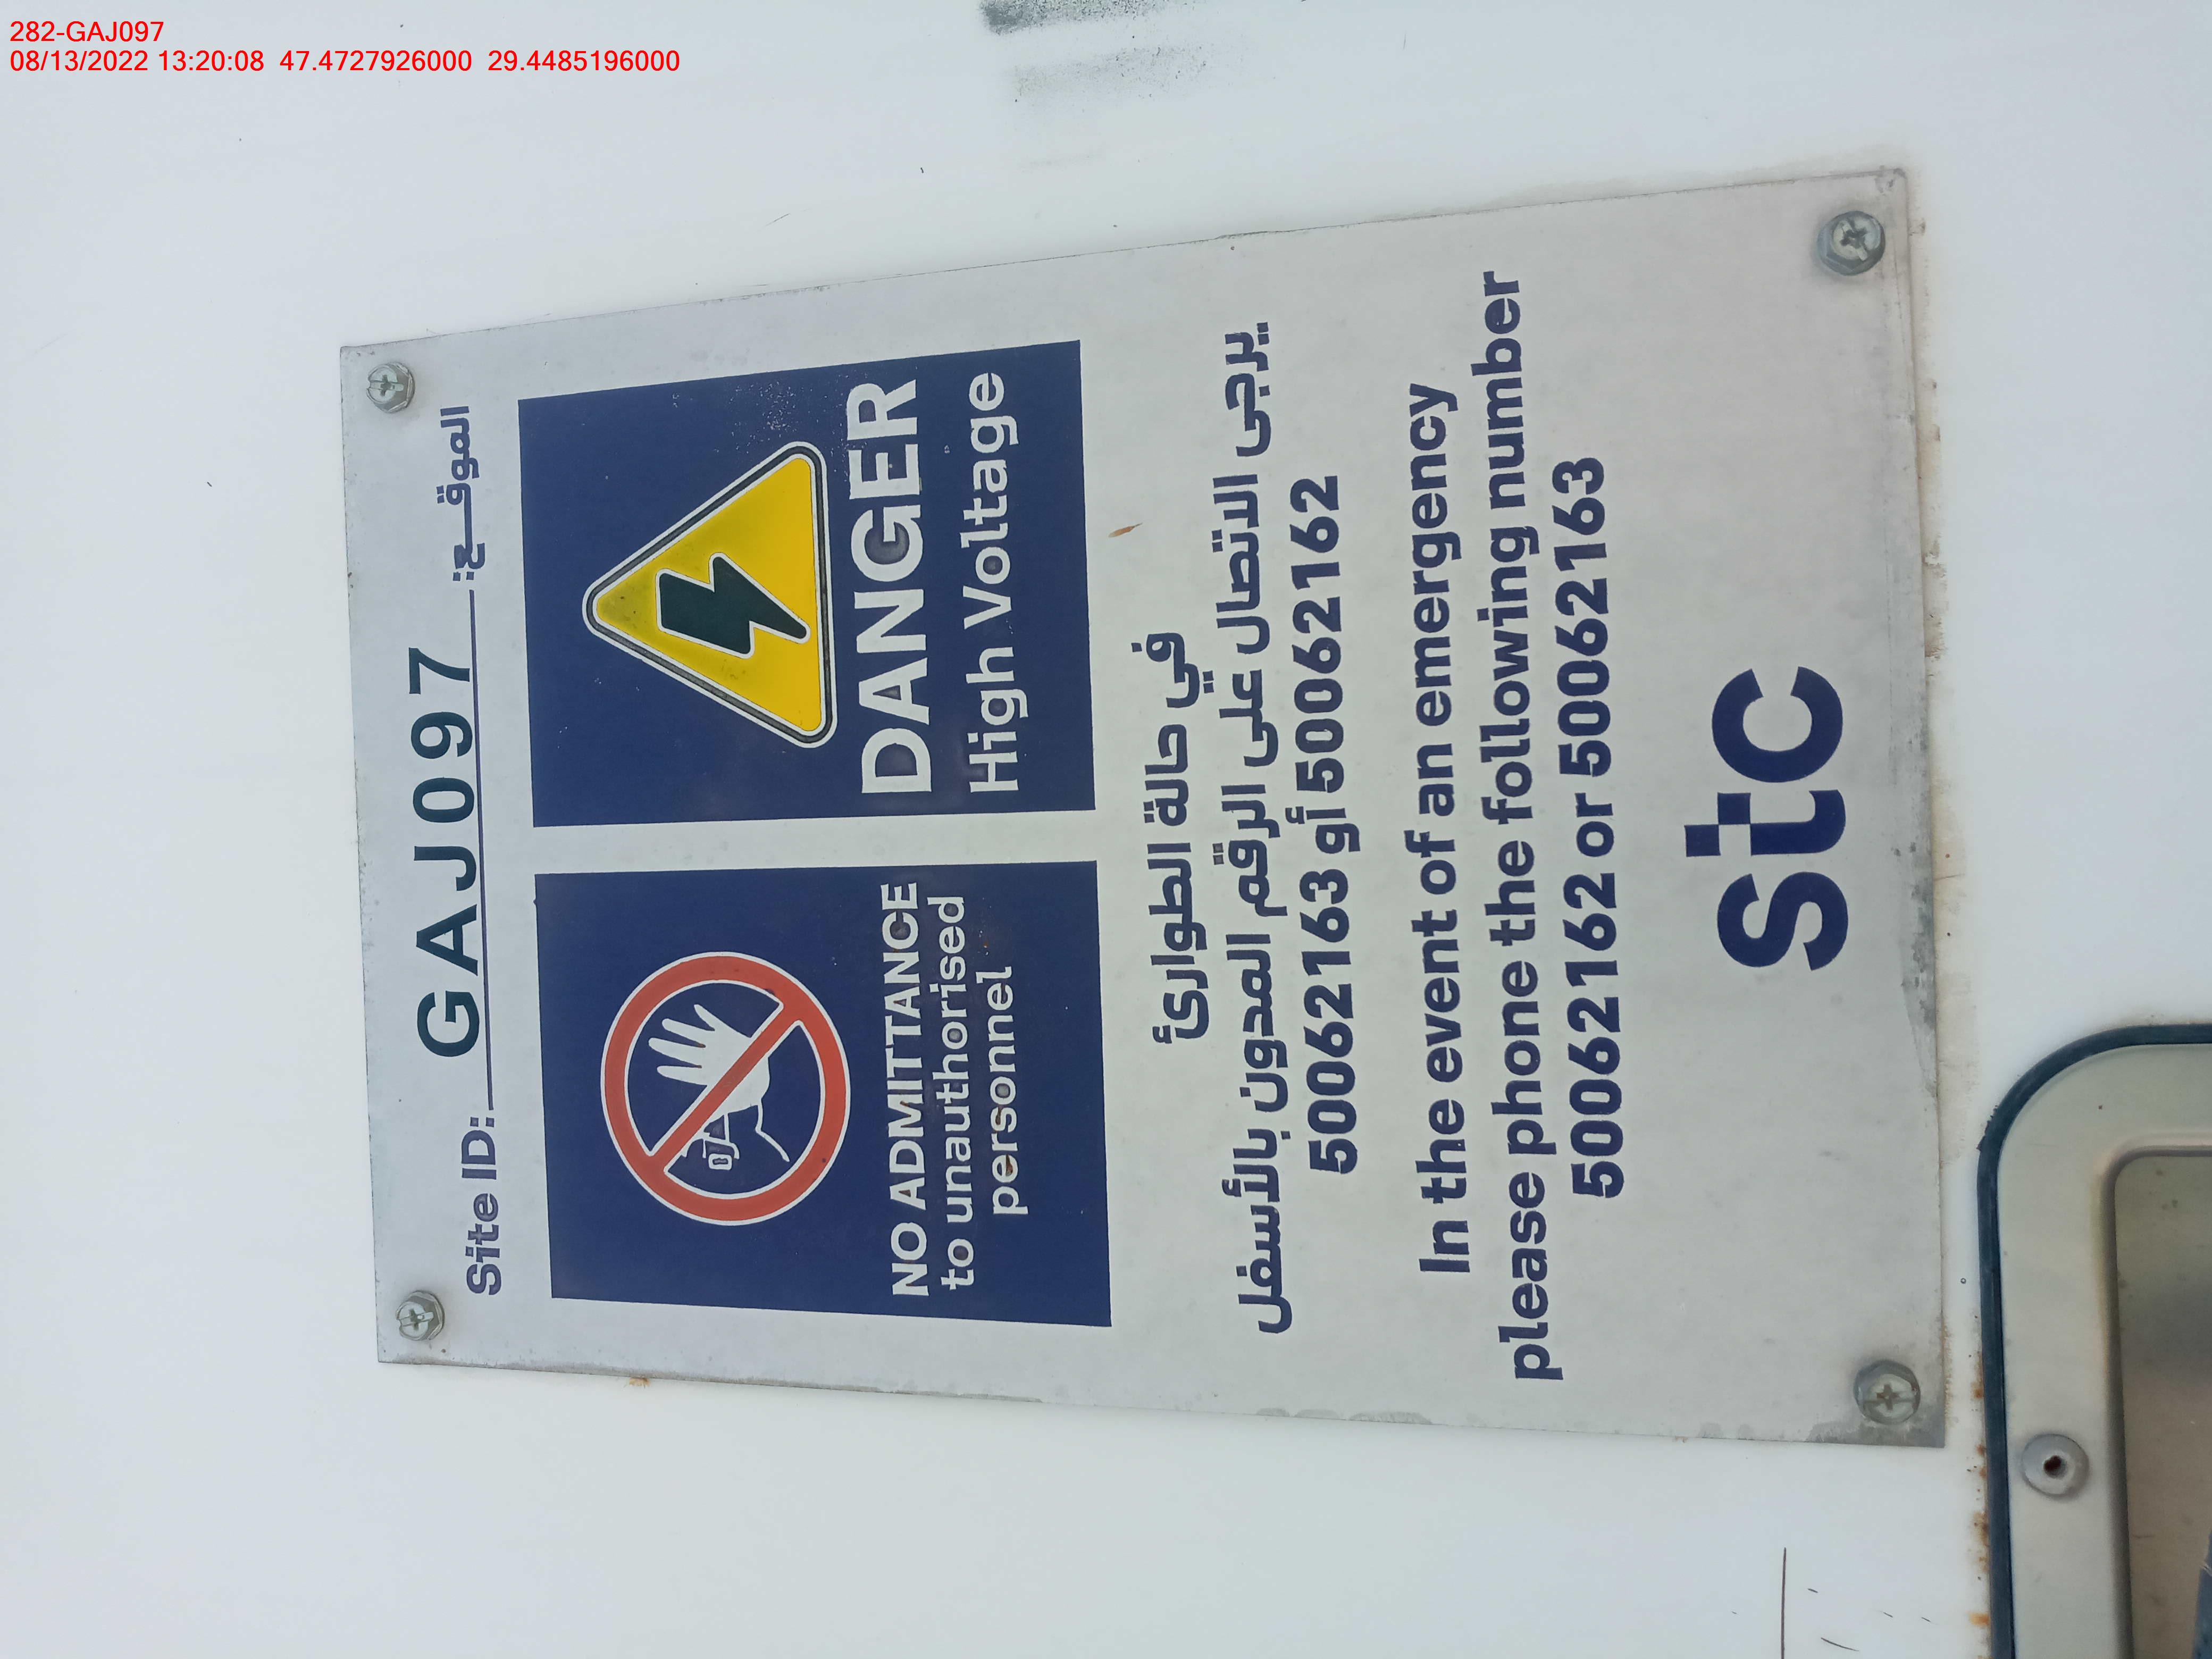 282-GAJ097
08/13/2022 13:20:08 47.4727926000 29.4485196000
Site ID: GAJ097 الموقـــع:
NO ADMITTANCE
to unauthorised
personnel
DANGER
High Voltage
في حالة الطوارئ
يرجى الاتصال على الرقم المدون بالأسفل
50062163 أو 50062162
In the event of an emergency
please phone the following number
50062162 or 50062163
stc